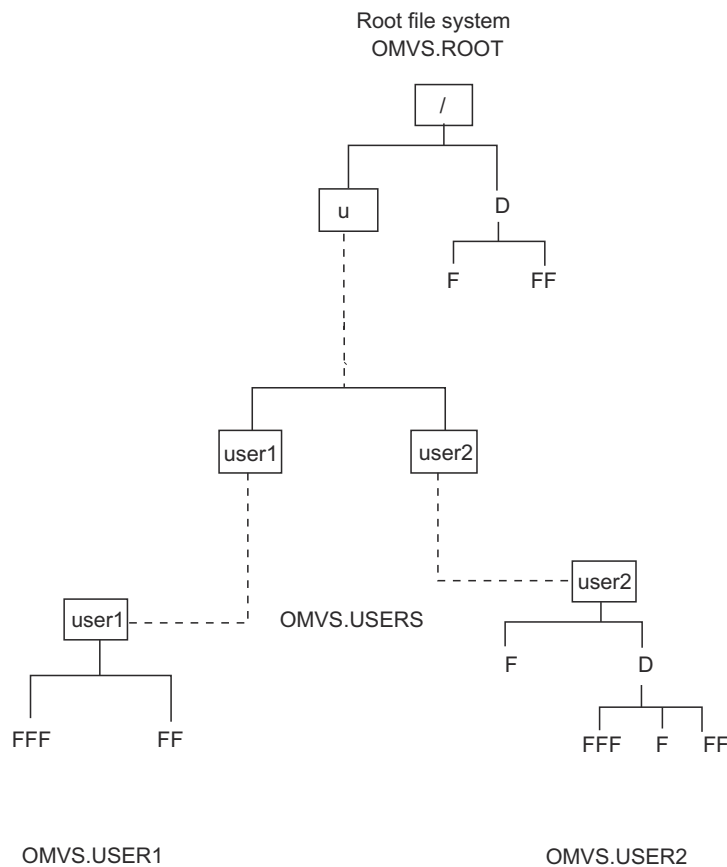 Root file system
OMVS.ROOT
/
u
D
F FF
user1 user2
user2
user1
OMVS.USERS
F D
FFF FF
FFF F FF
OMVS.USER1 OMVS.USER2